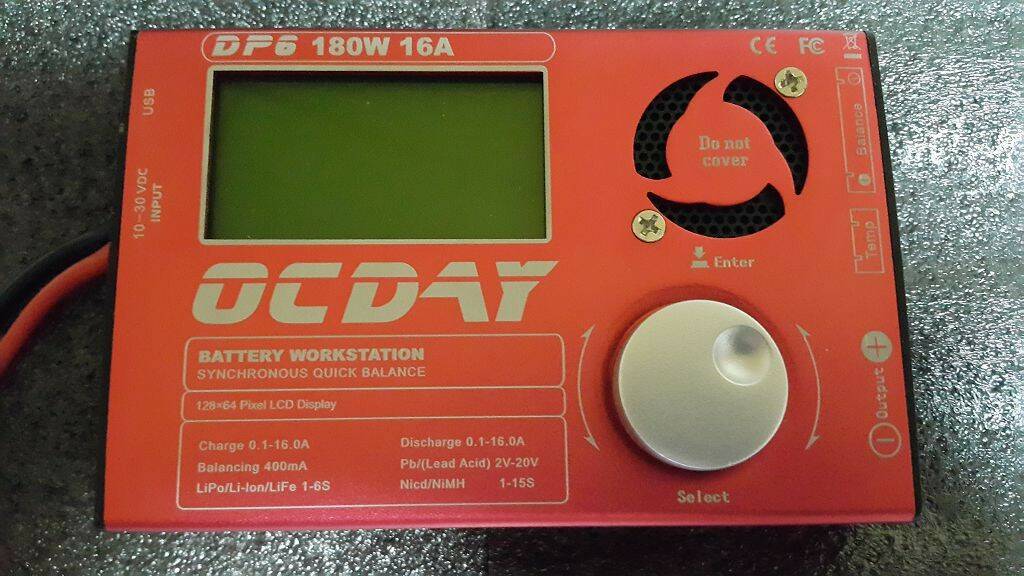 DP6 180W 16A
CE FC
USB
10-30 VDC
INPUT
Do not
cover
Balance
Temp
Enter
OCDAY
BATTERY WORKSTATION
SYNCHRONOUS QUICK BALANCE
128×64 Pixel LCD Display
Charge 0.1-16.0A
Discharge 0.1-16.0A
Balancing 400mA
Pb/(Lead Acid) 2V-20V
LiPo/Li-Ion/LiFe 1-6S
Nicd/NiMH 1-15S
Output
Select